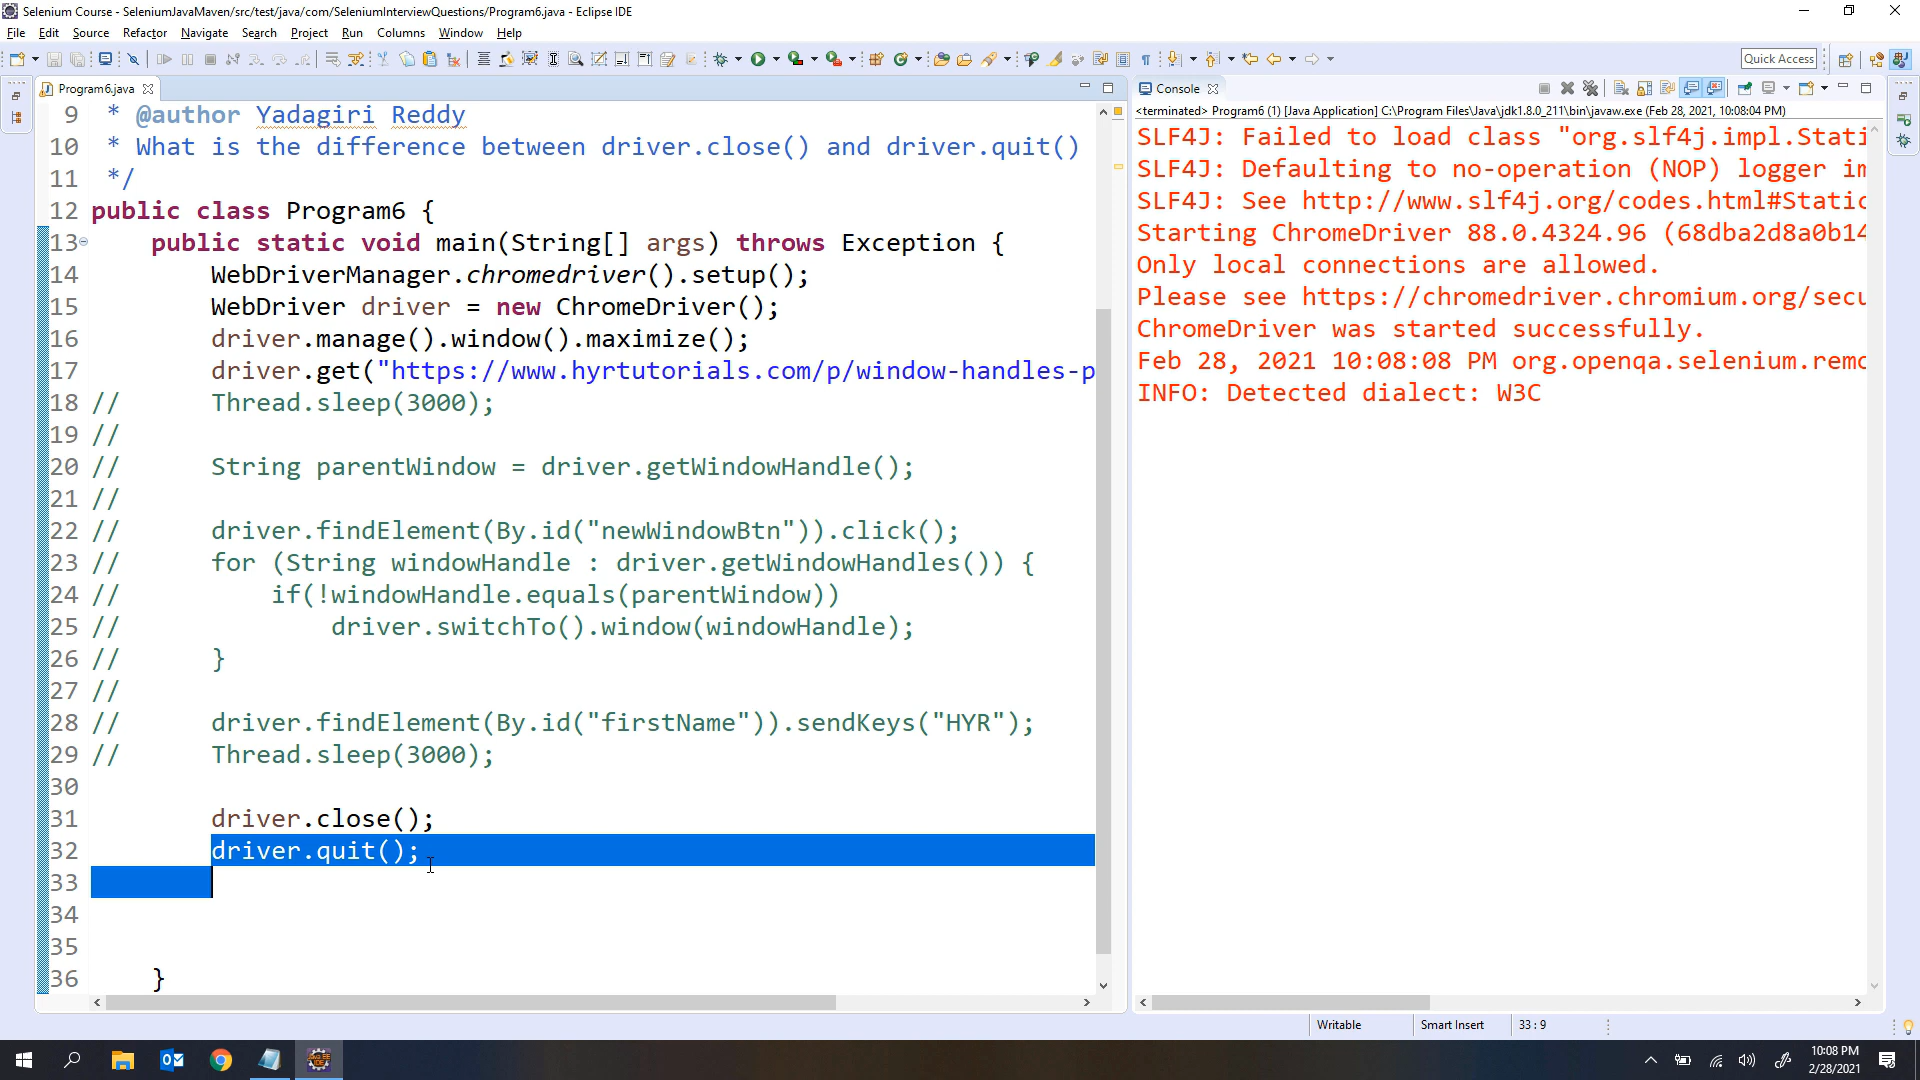 Selenium Course - SeleniumJavaMaven/src/test/java/com/SeleniumInterviewQuestions/Program6.java - Eclipse IDE
File Edit Source Refactor Navigate Search Project Run Columns Window Help
Quick Access
Program6.java
9 * @author Yadagiri Reddy
10 * What is the difference between driver.close() and driver.quit()
11 */
12 public class Program6 {
13 public static void main(String[] args) throws Exception {
14 WebDriverManager.chromedriver().setup();
15 WebDriver driver = new ChromeDriver();
16 driver.manage().window().maximize();
17 driver.get("https://www.hyrtutorials.com/p/window-handles-p
18 // Thread.sleep(3000);
19 //
20 // String parentWindow = driver.getWindowHandle();
21 //
22 // driver.findElement(By.id("newWindowBtn")).click();
23 // for (String windowHandle : driver.getWindowHandles()) {
24 // if(!windowHandle.equals(parentWindow))
25 // driver.switchTo().window(windowHandle);
26 // }
27 //
28 // driver.findElement(By.id("firstName")).sendKeys("HYR");
29 // Thread.sleep(3000);
30
31 driver.close();
32 driver.quit();
33
34
35
36 }
Console
<terminated> Program6 (1) [Java Application] C:\Program Files\Java\jdk1.8.0_211\bin\javaw.exe (Feb 28, 2021, 10:08:04 PM)
SLF4J: Failed to load class "org.slf4j.impl.Stati
SLF4J: Defaulting to no-operation (NOP) logger im
SLF4J: See http://www.slf4j.org/codes.html#Static
Starting ChromeDriver 88.0.4324.96 (68dba2d8a0b14
Only local connections are allowed.
Please see https://chromedriver.chromium.org/secu
ChromeDriver was started successfully.
Feb 28, 2021 10:08:08 PM org.openqa.selenium.remo
INFO: Detected dialect: W3C
Writable Smart Insert 33 : 9
10:08 PM
2/28/2021